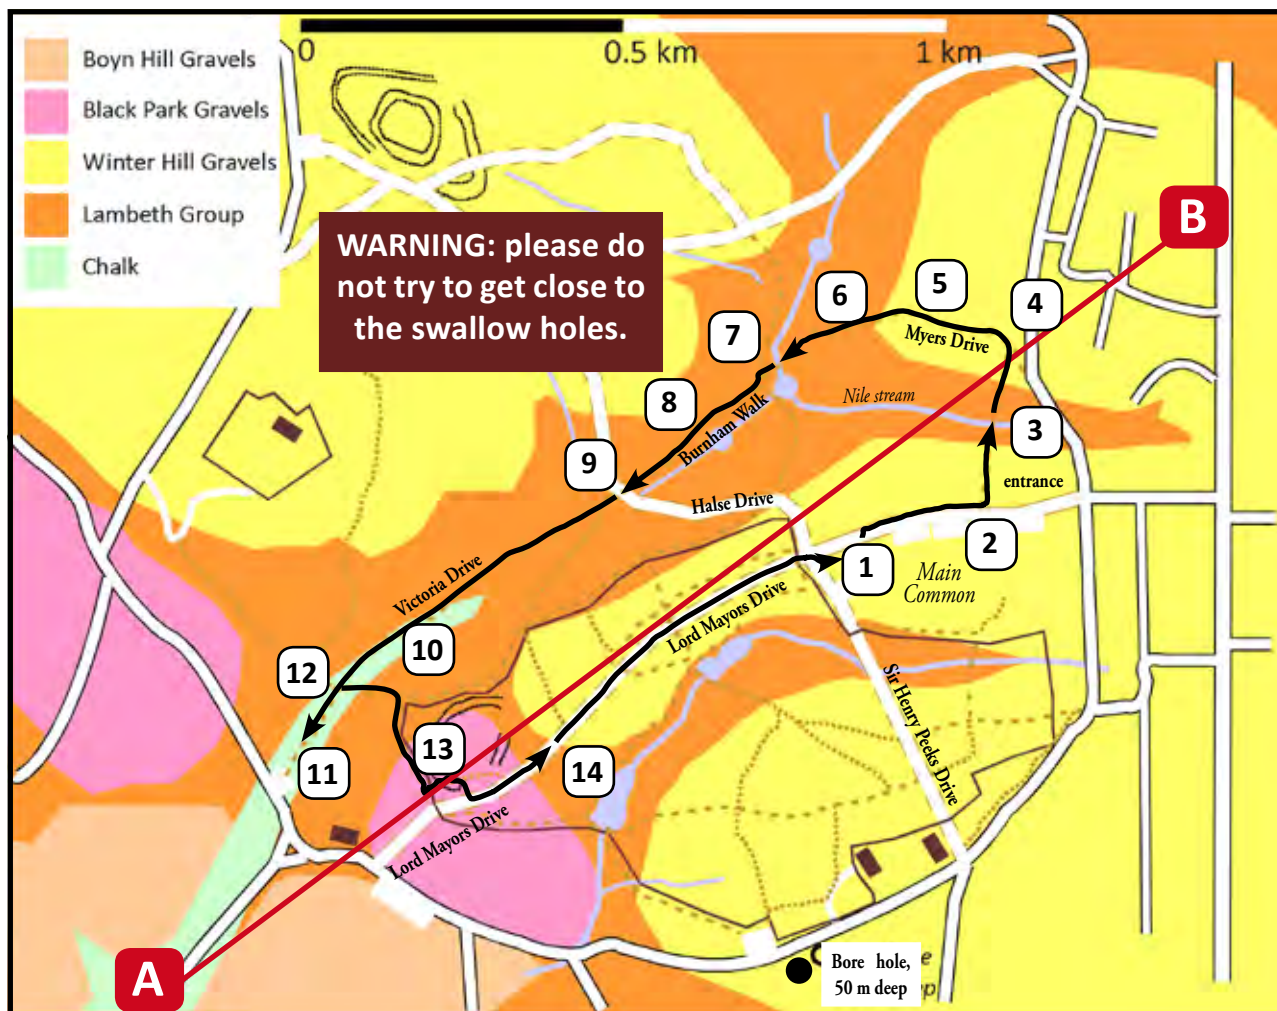 Boyn Hill Gravels
Black Park Gravels
Winter Hill Gravels
Lambeth Group
Chalk
0
0.5 km
1 km
WARNING: please do
not try to get close to
the swallow holes.
B
4
5
6
7
Myers Drive
8
Nile stream
3
Burnham Walk
9
entrance
Halse Drive
2
1
Main
Common
Victoria Drive
Lord Mayors Drive
10
12
Sir Henry Peeks Drive
13
11
14
Lord Mayors Drive
A
Bore hole,
50 m deep